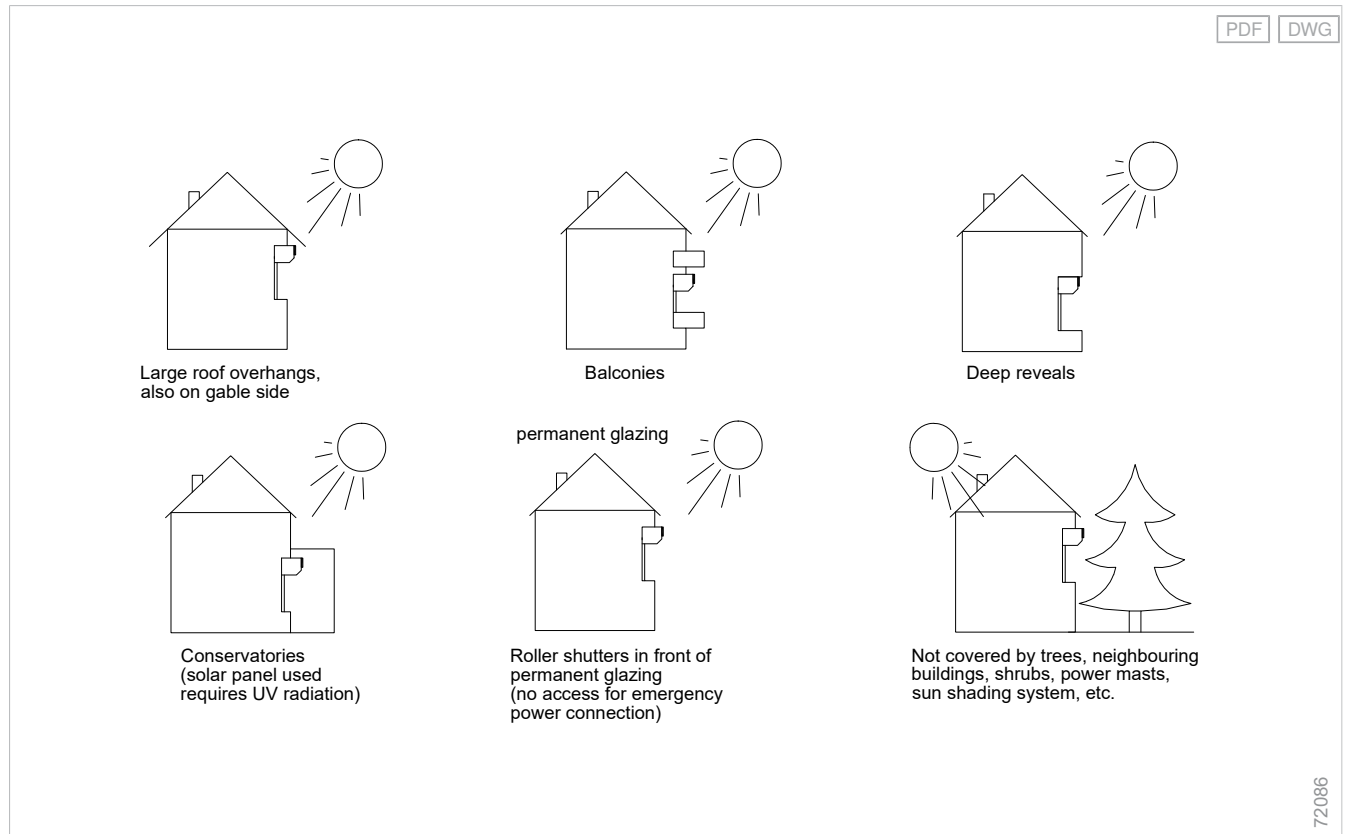 PDF DWG
Large roof overhangs,
also on gable side
Balconies
Deep reveals
permanent glazing
Conservatories
(solar panel used
requires UV radiation)
Roller shutters in front of
permanent glazing
(no access for emergency
power connection)
Not covered by trees, neighbouring
buildings, shrubs, power masts,
sun shading system, etc.
72086